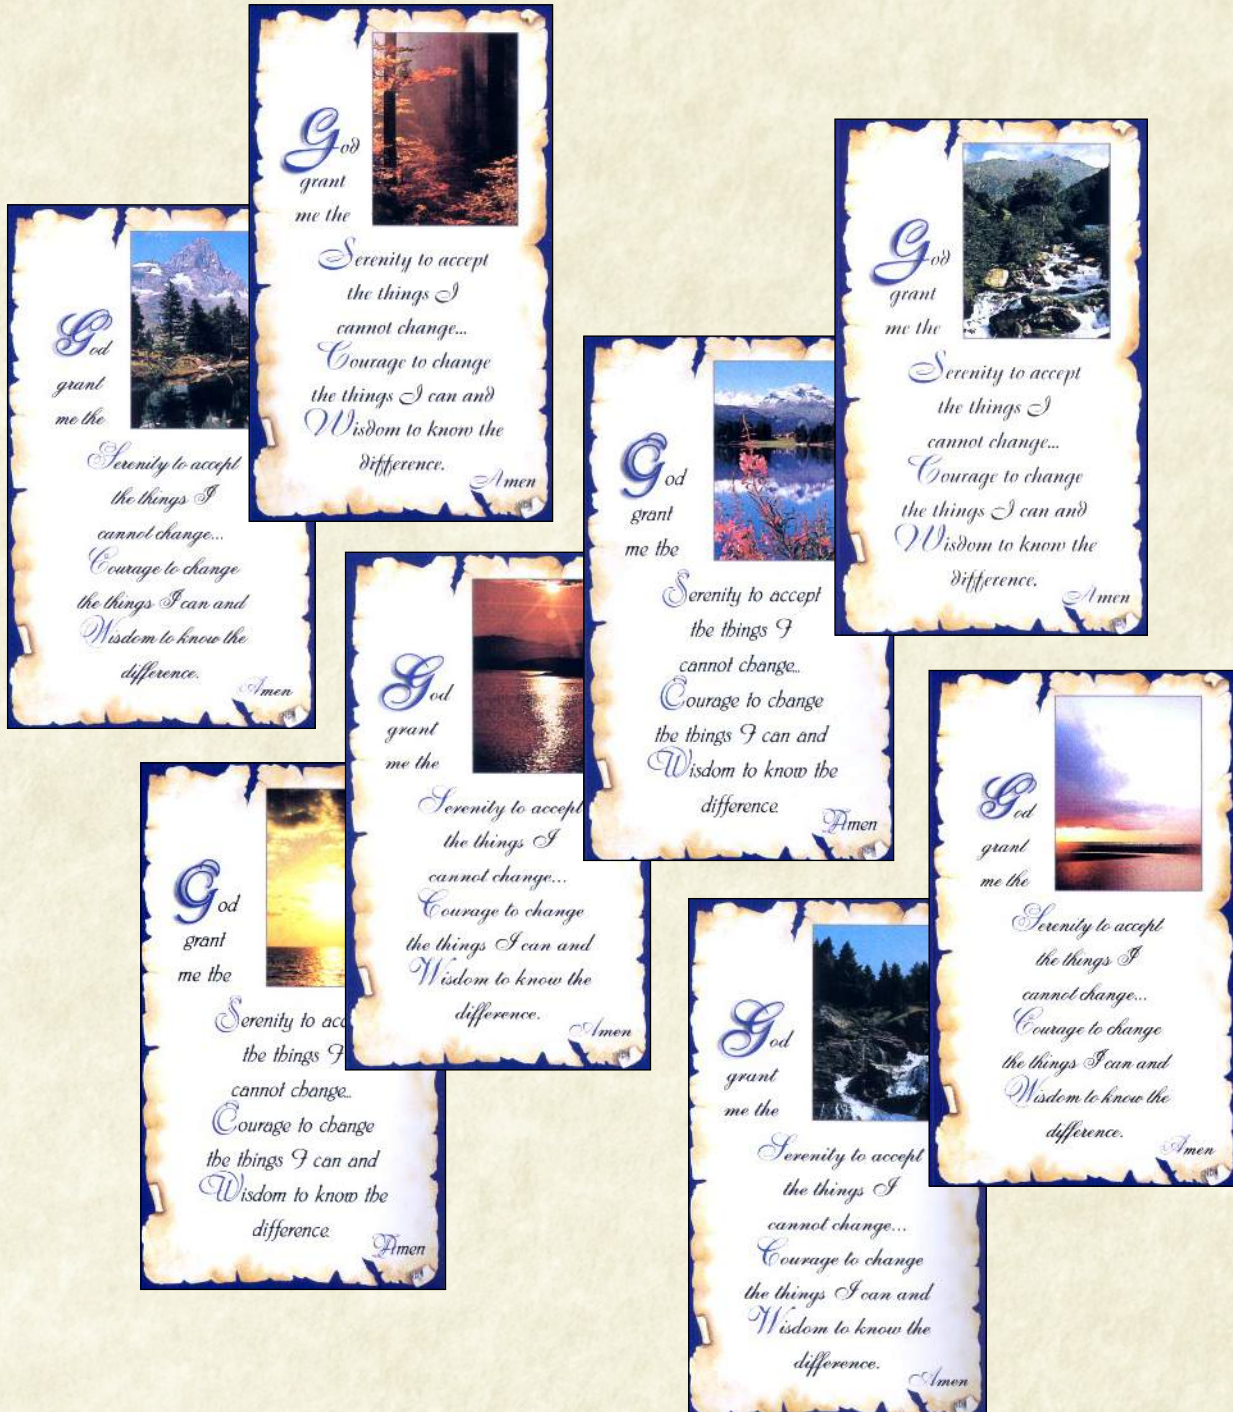 God
grant
me the
Serenity to accept
the things I
cannot change...
Courage to change
the things I can and
Wisdom to know the
difference.
Amen
God
grant
me the
Serenity to accept
the things I
cannot change...
Courage to change
the things I can and
Wisdom to know the
difference.
Amen
God
grant
me the
Serenity to accept
the things I
cannot change...
Courage to change
the things I can and
Wisdom to know the
difference.
Amen
God
grant
me the
Serenity to accept
the things I
cannot change...
Courage to change
the things I can and
Wisdom to know the
difference.
Amen
God
grant
me the
Serenity to accept
the things I
cannot change...
Courage to change
the things I can and
Wisdom to know the
difference.
Amen
God
grant
me the
Serenity to accept
the things I
cannot change...
Courage to change
the things I can and
Wisdom to know the
difference.
Amen
God
grant
me the
Serenity to acc
the things I
cannot change...
Courage to change
the things I can and
Wisdom to know the
difference.
Amen
God
grant
me the
Serenity to accept
the things I
cannot change...
Courage to change
the things I can and
Wisdom to know the
difference.
Amen